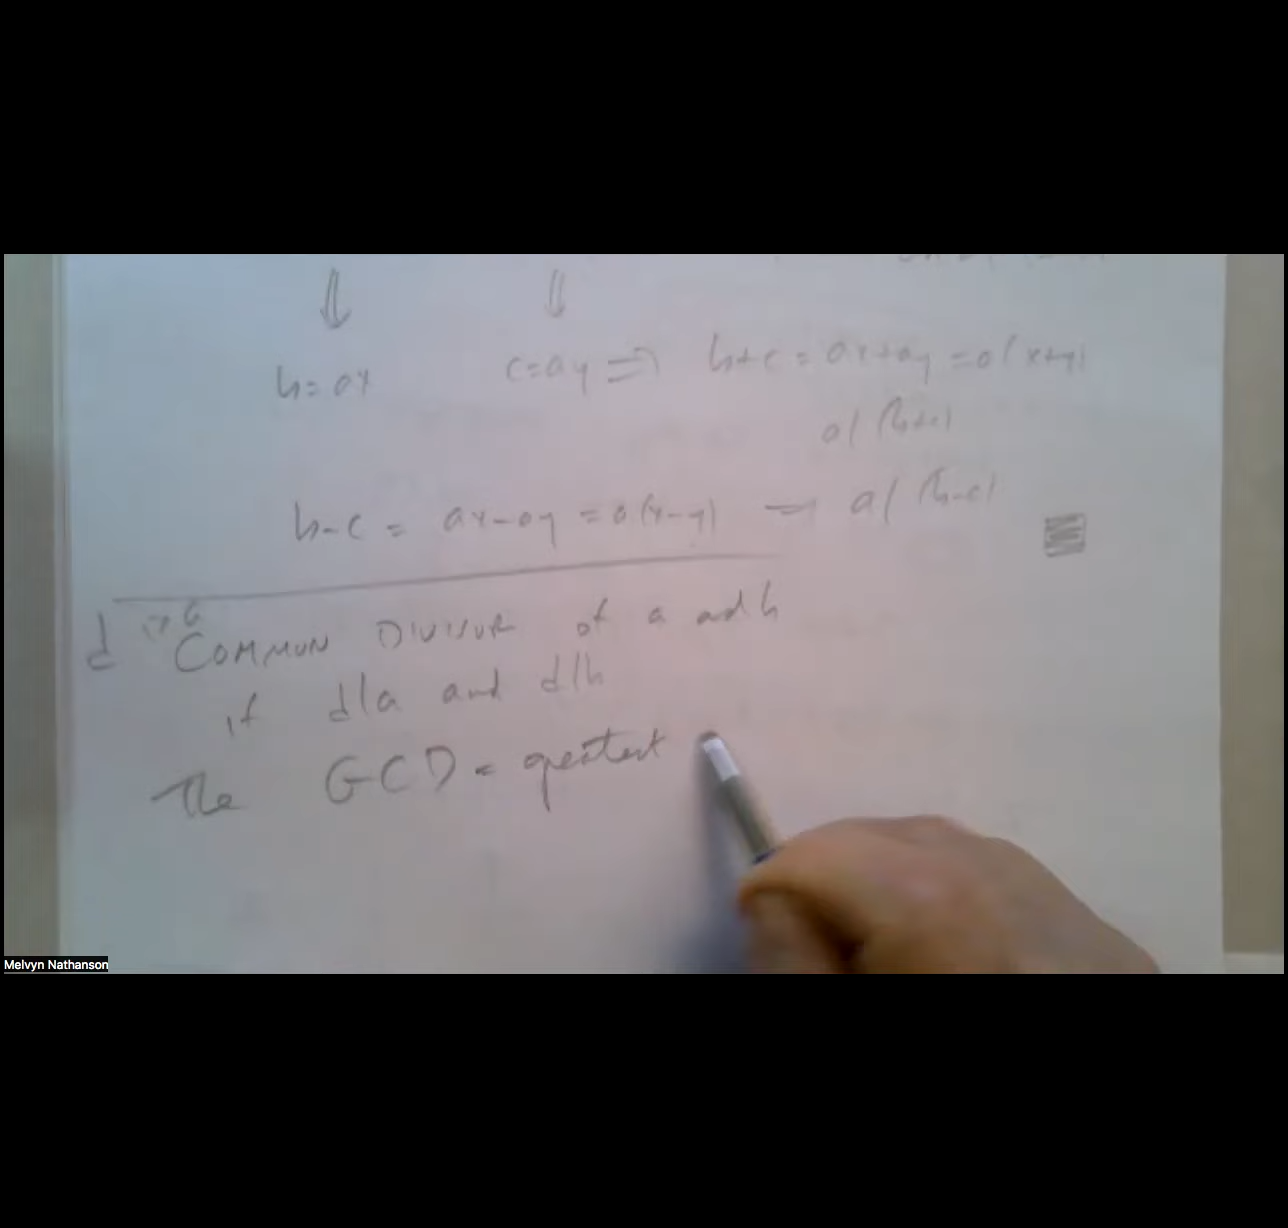 b=ax c=ay ⇒ b+c = ax+ay = a(x+y)
a|(b+c)
b-c = ax-ay = a(x-y) ⇒ a|(b-c)
d is a COMMON DIVISOR of a and b
if d|a and d|b
The GCD = greatest
Melvyn Nathanson